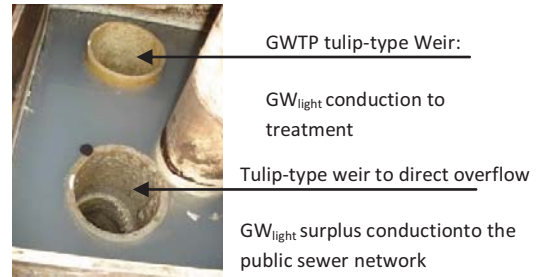 GWTP tulip-type Weir:
GWlight conduction to
treatment
Tulip-type weir to direct overflow
GWlight surplus conductionto the
public sewer network